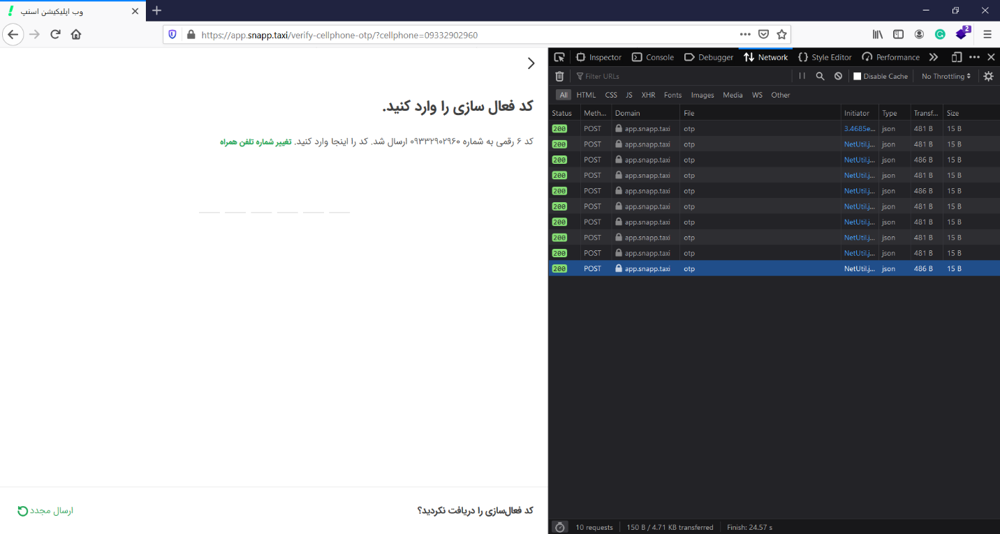 وب اپلیکیشن اسنپ
https://app.snapp.taxi/verify-cellphone-otp/?cellphone=09332902960
2
کد فعال سازی را وارد کنید.
کد ۶ رقمی به شماره ۰۹۳۳۲۹۰۲۹۶۰ ارسال شد. کد را اینجا وارد کنید. تغییر شماره تلفن همراه
کد فعال‌سازی را دریافت نکردید؟ ارسال مجدد
Inspector Console Debugger Network Style Editor Performance
Filter URLs Disable Cache No Throttling
All HTML CSS JS XHR Fonts Images Media WS Other
Status Meth... Domain File Initiator Type Transf... Size
200 POST app.snapp.taxi otp 3.4685e... json 481 B 15 B
200 POST app.snapp.taxi otp NetUtil.j... json 481 B 15 B
200 POST app.snapp.taxi otp NetUtil.j... json 486 B 15 B
200 POST app.snapp.taxi otp NetUtil.j... json 481 B 15 B
200 POST app.snapp.taxi otp NetUtil.j... json 486 B 15 B
200 POST app.snapp.taxi otp NetUtil.j... json 481 B 15 B
200 POST app.snapp.taxi otp NetUtil.j... json 481 B 15 B
200 POST app.snapp.taxi otp NetUtil.j... json 481 B 15 B
200 POST app.snapp.taxi otp NetUtil.j... json 481 B 15 B
200 POST app.snapp.taxi otp NetUtil.j... json 486 B 15 B
10 requests 150 B / 4.71 KB transferred Finish: 24.57 s